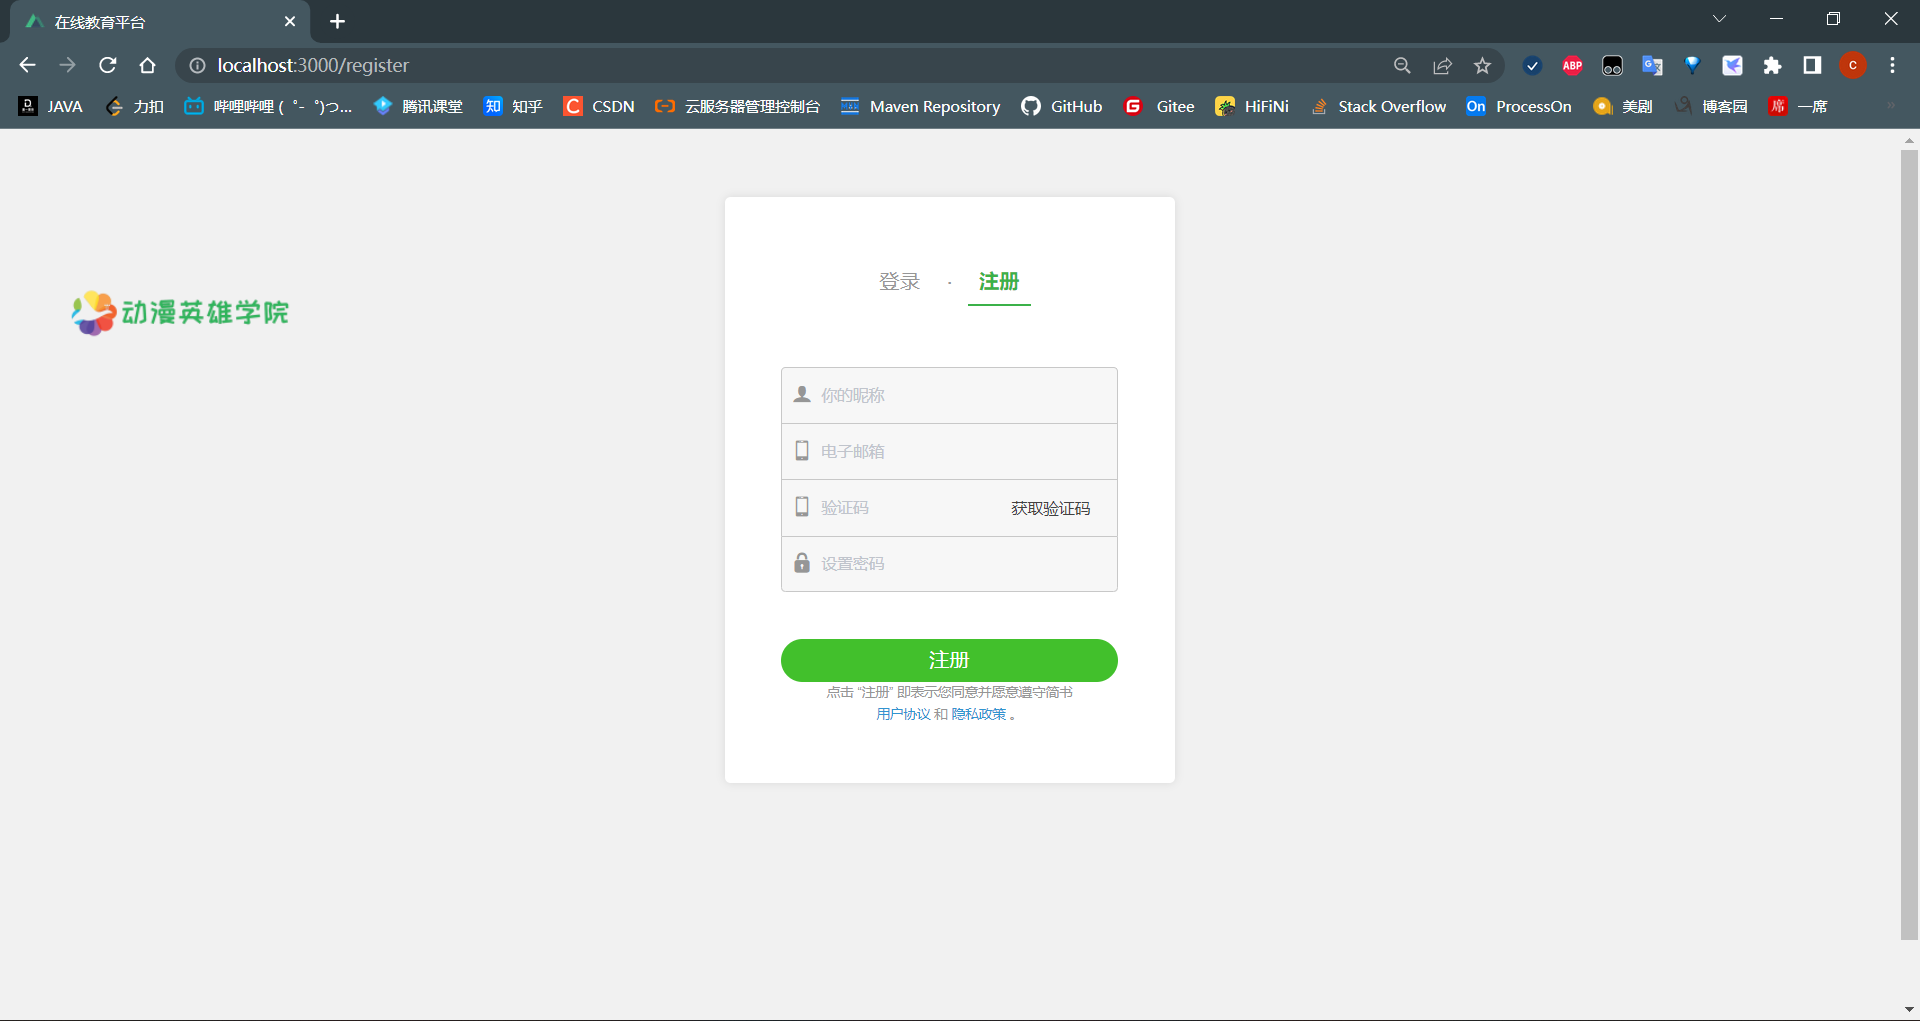 在线教育平台
localhost:3000/register
ABP
C
JAVA
力扣
哔哩哔哩 (゜-゜)つ...
腾讯课堂
知 知乎
C CSDN
云服务器管理控制台
Maven Repository
GitHub
G Gitee
HiFiNi
Stack Overflow
On ProcessOn
美剧
博客园
席 一席
动漫英雄学院
登录 · 注册
你的昵称
电子邮箱
验证码 获取验证码
设置密码
注册
点击 “注册” 即表示您同意并愿意遵守简书
用户协议 和 隐私政策 。